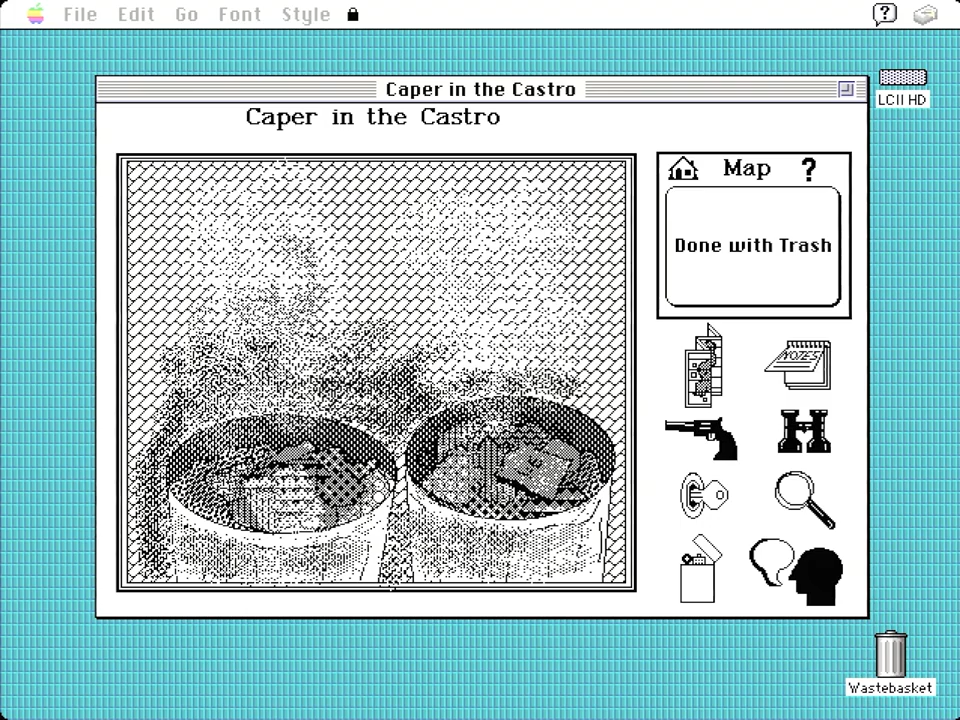 File Edit Go Font Style
?
Caper in the Castro
LCII HD
Caper in the Castro
Map ?
Done with Trash
NOTES
Wastebasket